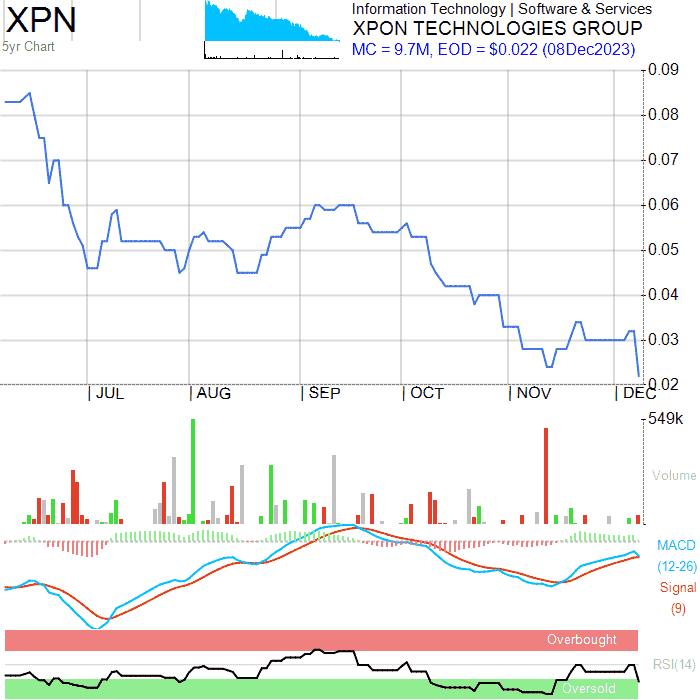 XPN
5yr Chart
Information Technology | Software & Services
XPON TECHNOLOGIES GROUP
MC = 9.7M, EOD = $0.022 (08Dec2023)
0.09
0.08
0.07
0.06
0.05
0.04
0.03
0.02
JUL
AUG
SEP
OCT
NOV
DEC
549k
Volume
MACD
(12-26)
Signal
(9)
Overbought
RSI(14)
Oversold